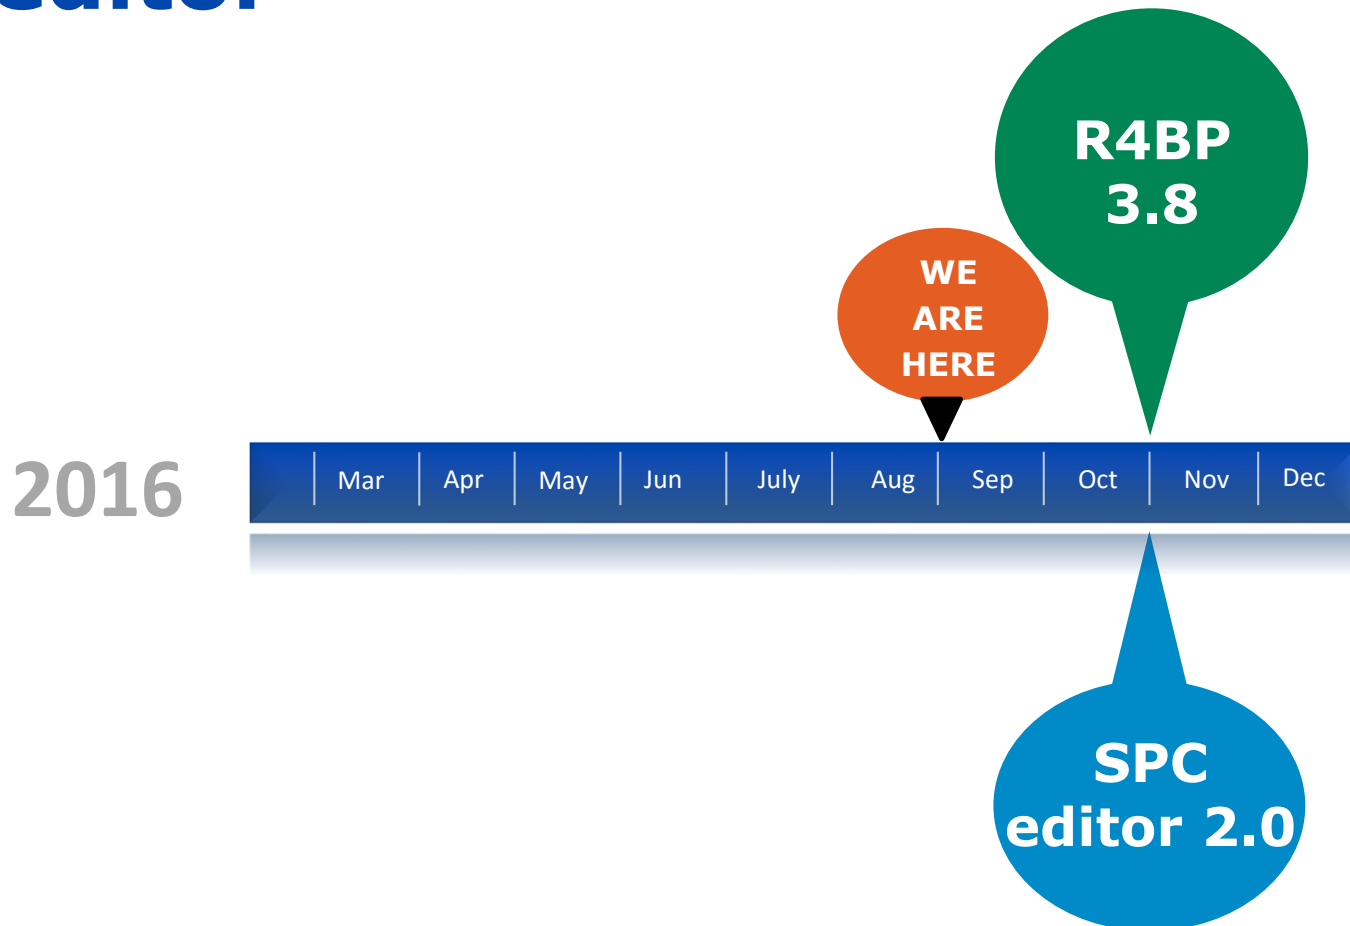 editor
R4BP
3.8
WE
ARE
HERE
2016
Mar Apr May Jun July Aug Sep Oct Nov Dec
SPC
editor 2.0